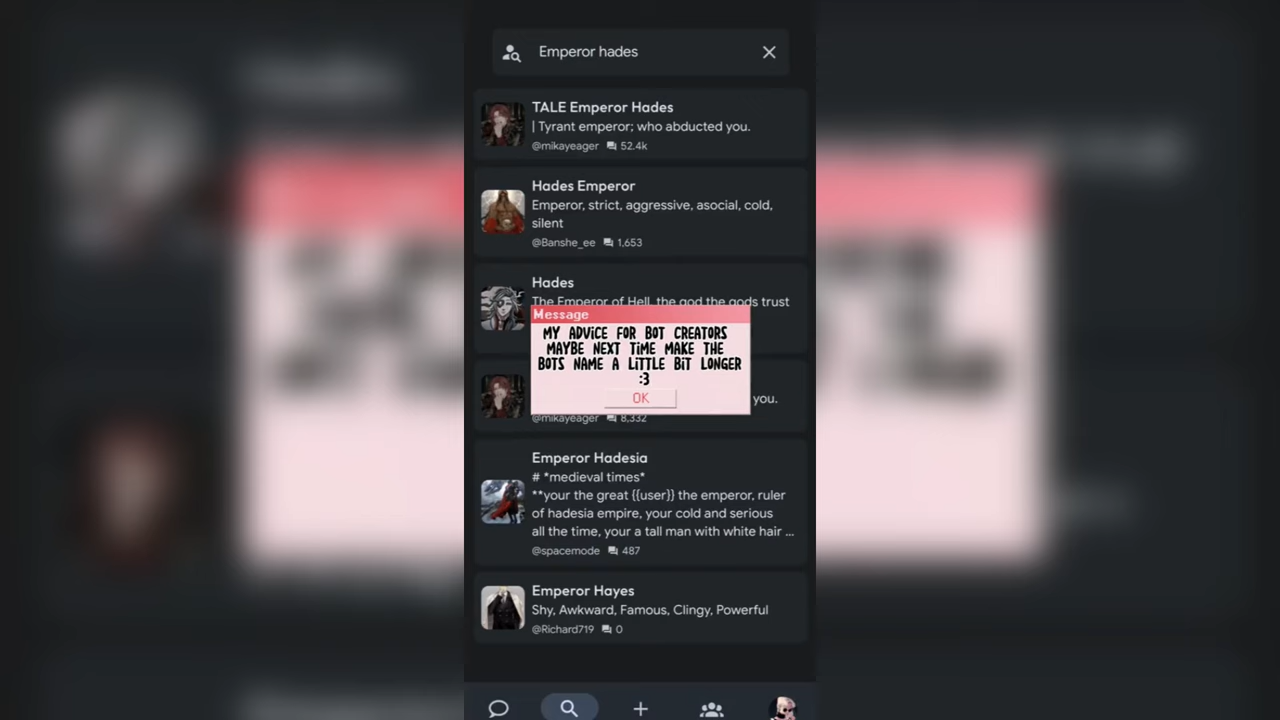 Emperor hades
TALE Emperor Hades
| Tyrant emperor; who abducted you.
@mikayeager 52.4k
Hades Emperor
Emperor, strict, aggressive, asocial, cold,
silent
@Banshe_ee 1,653
Hades
The Emperor of Hell, the god the gods trust
Message
MY ADVICE FOR BOT CREATORS
MAYBE NEXT TIME MAKE THE
BOTS NAME A LITTLE BIT LONGER
:3
OK
you.
@mikayeager 8,332
Emperor Hadesia
# *medieval times*
**your the great {{user}} the emperor, ruler
of hadesia empire, your cold and serious
all the time, your a tall man with white hair ...
@spacemode 487
Emperor Hayes
Shy, Awkward, Famous, Clingy, Powerful
@Richard719 0